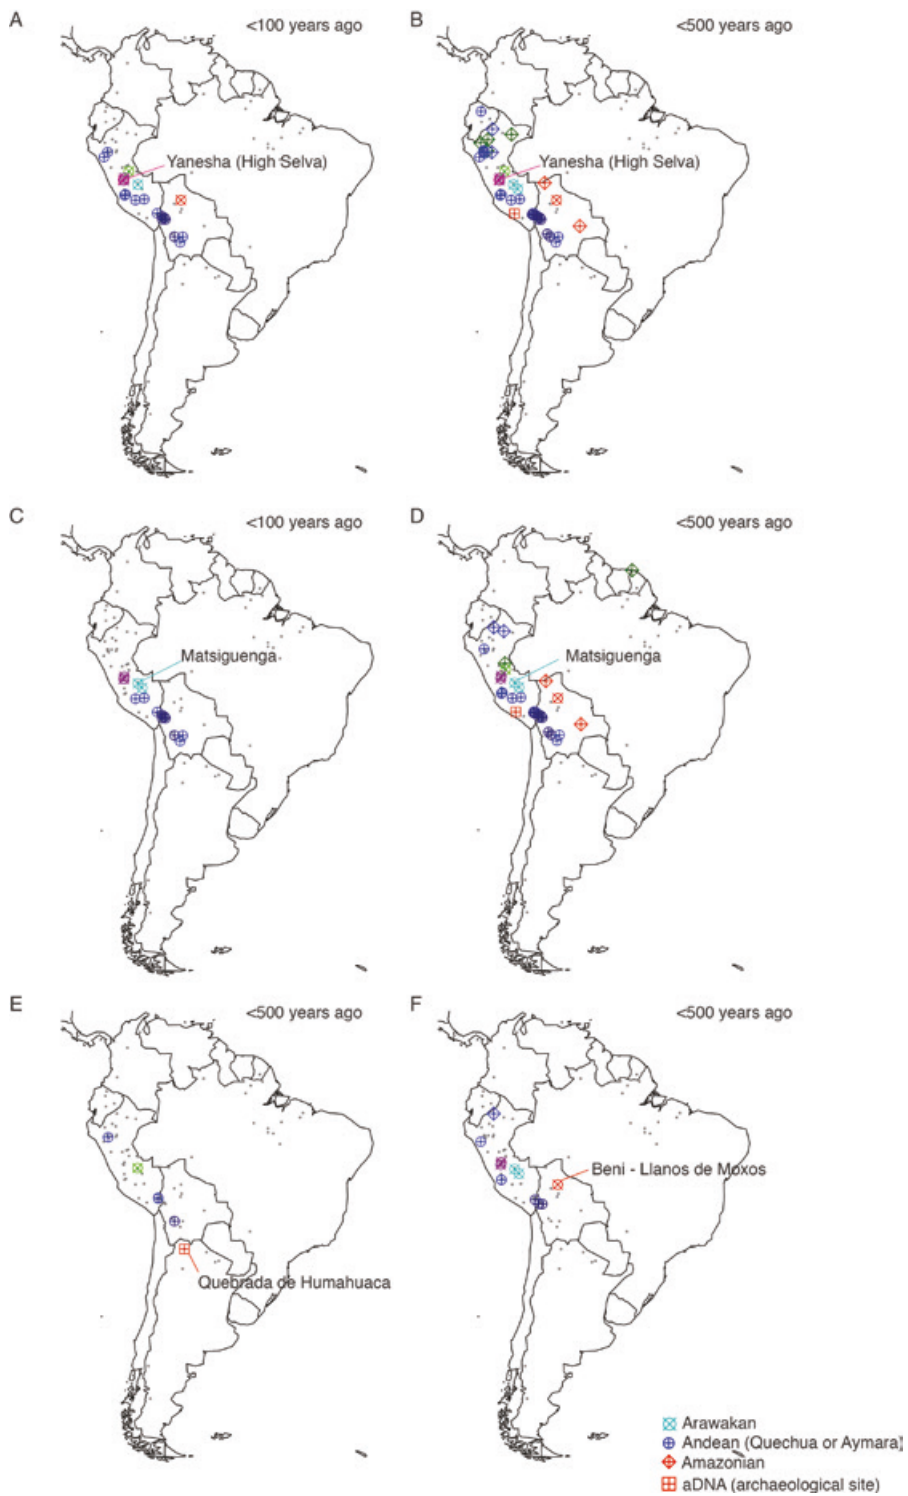 A
<100 years ago
B
<500 years ago
Yanesha (High Selva)
Yanesha (High Selva)
C
<100 years ago
D
<500 years ago
Matsiguenga
Matsiguenga
E
<500 years ago
F
<500 years ago
Beni - Llanos de Moxos
Quebrada de Humahuaca
Arawakan
Andean (Quechua or Aymara)
Amazonian
aDNA (archaeological site)